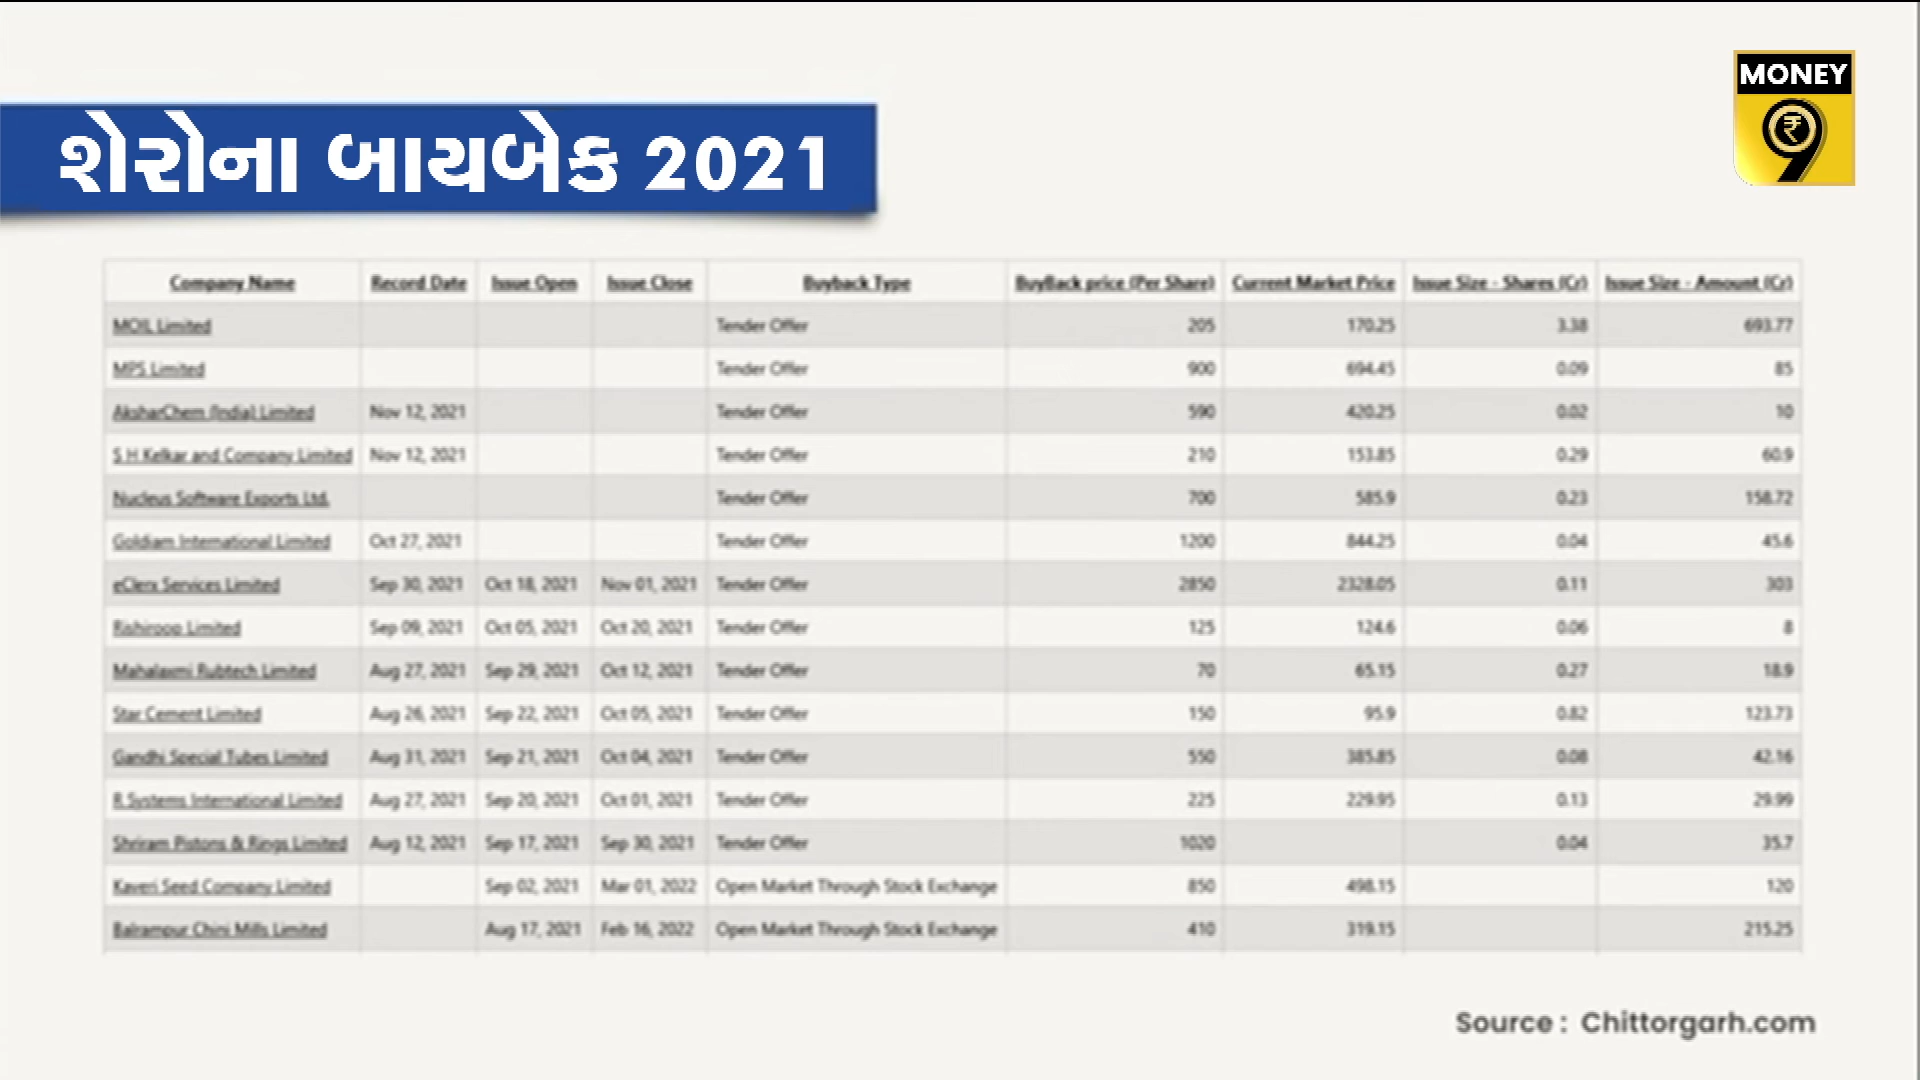 MONEY
9
શેરોના બાયબેક 2021
Company Name Record Date Issue Open Issue Close Buyback Type BuyBack price (Per Share) Current Market Price Issue Size - Shares (Cr) Issue Size - Amount (Cr)
MOIL Limited Tender Offer 205 170.25 3.38 693.77
MPS Limited Tender Offer 900 694.45 0.09 85
AksharChem (India) Limited Nov 12, 2021 Tender Offer 590 420.25 0.02 10
S H Kelkar and Company Limited Nov 12, 2021 Tender Offer 210 153.85 0.29 60.9
Nucleus Software Exports Ltd. Tender Offer 700 585.9 0.23 158.72
Goldiam International Limited Oct 27, 2021 Tender Offer 1200 844.25 0.04 45.6
eClerx Services Limited Sep 30, 2021 Oct 18, 2021 Nov 01, 2021 Tender Offer 2850 2328.05 0.11 303
Rishiroop Limited Sep 09, 2021 Oct 05, 2021 Oct 20, 2021 Tender Offer 125 124.6 0.06 8
Mahalaxmi Rubtech Limited Aug 27, 2021 Sep 29, 2021 Oct 12, 2021 Tender Offer 70 65.15 0.27 18.9
Star Cement Limited Aug 26, 2021 Sep 22, 2021 Oct 05, 2021 Tender Offer 150 95.9 0.82 123.73
Gandhi Special Tubes Limited Aug 31, 2021 Sep 21, 2021 Oct 04, 2021 Tender Offer 550 385.85 0.08 42.16
R Systems International Limited Aug 27, 2021 Sep 20, 2021 Oct 01, 2021 Tender Offer 225 229.95 0.13 29.99
Shriram Pistons & Rings Limited Aug 12, 2021 Sep 17, 2021 Sep 30, 2021 Tender Offer 1020 0.04 35.7
Kaveri Seed Company Limited Sep 02, 2021 Mar 01, 2022 Open Market Through Stock Exchange 850 498.15 120
Balrampur Chini Mills Limited Aug 17, 2021 Feb 16, 2022 Open Market Through Stock Exchange 410 319.15 215.25
Source : Chittorgarh.com